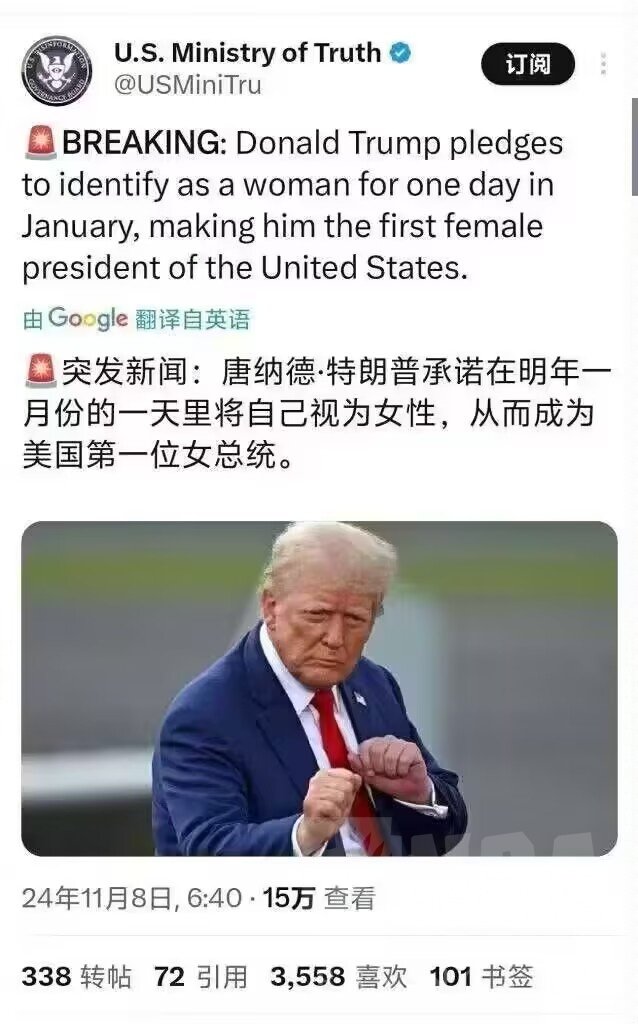 U.S. Ministry of Truth
订阅
@USMiniTru
🚨BREAKING: Donald Trump pledges
to identify as a woman for one day in
January, making him the first female
president of the United States.
由 Google 翻译自英语
🚨突发新闻：唐纳德·特朗普承诺在明年一
月份的一天里将自己视为女性，从而成为
美国第一位女总统。
24年11月8日, 6:40 · 15万 查看
338 转帖 72 引用 3,558 喜欢 101 书签